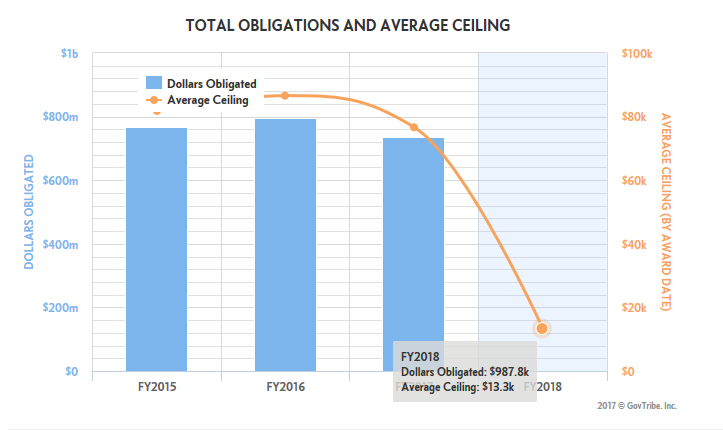 TOTAL OBLIGATIONS AND AVERAGE CEILING
$1b
$100k
Dollars Obligated
Average Ceiling
$800m
$80k
$600m
$60k
$400m
$40k
$200m
$20k
$0
$0
DOLLARS OBLIGATED
AVERAGE CEILING (BY AWARD DATE)
FY2018
Dollars Obligated: $987.8k
Average Ceiling: $13.3k
FY2015
FY2016
FY2018
2017 © GovTribe. Inc.